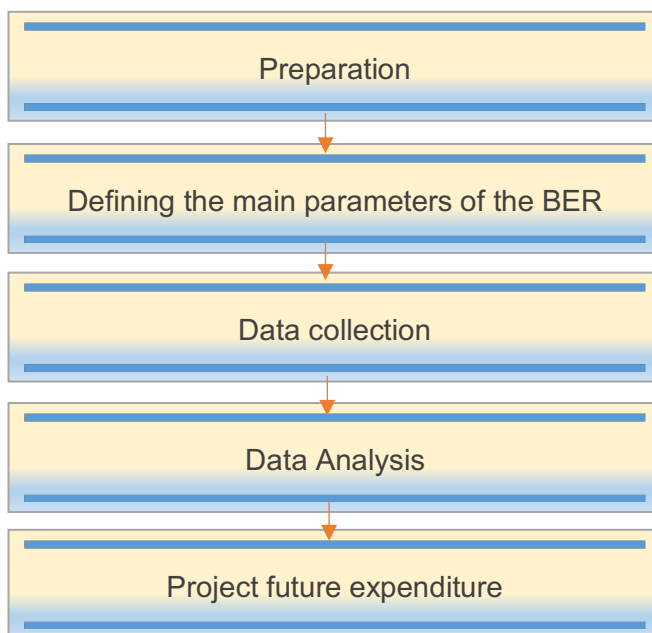 Preparation
Defining the main parameters of the BER
Data collection
Data Analysis
Project future expenditure